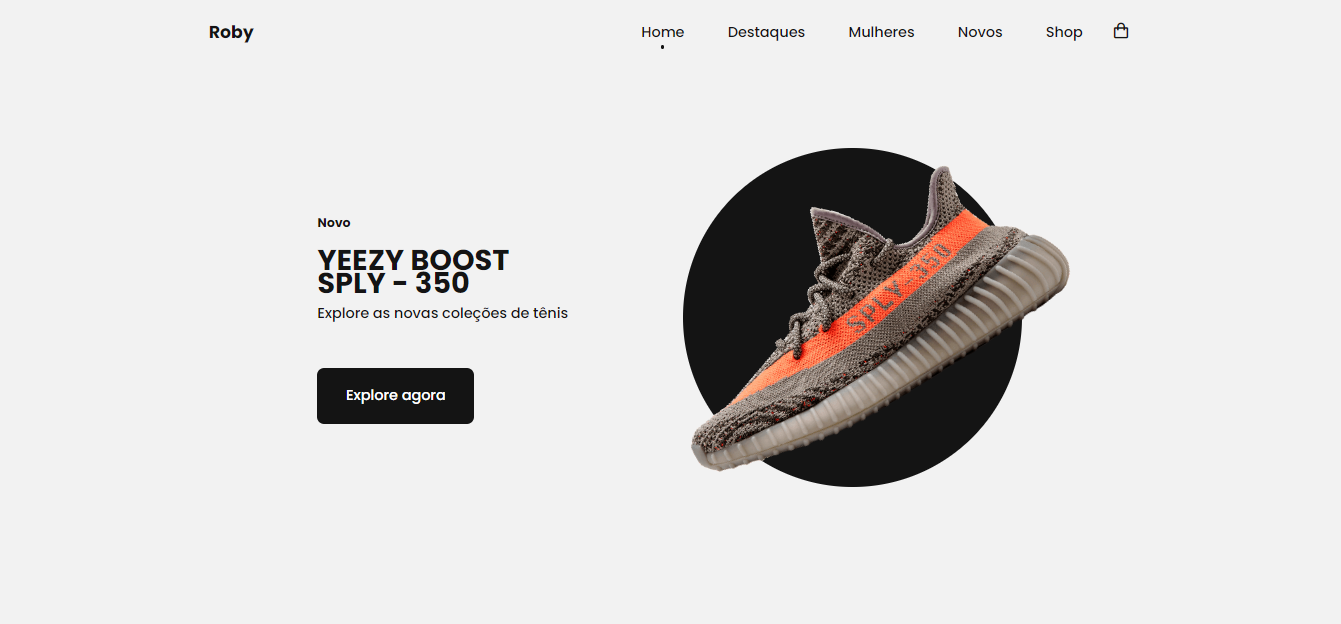 Roby
Home
Destaques
Mulheres
Novos
Shop
Novo
YEEZY BOOST
SPLY - 350
Explore as novas coleções de tênis
Explore agora
SPLY 350